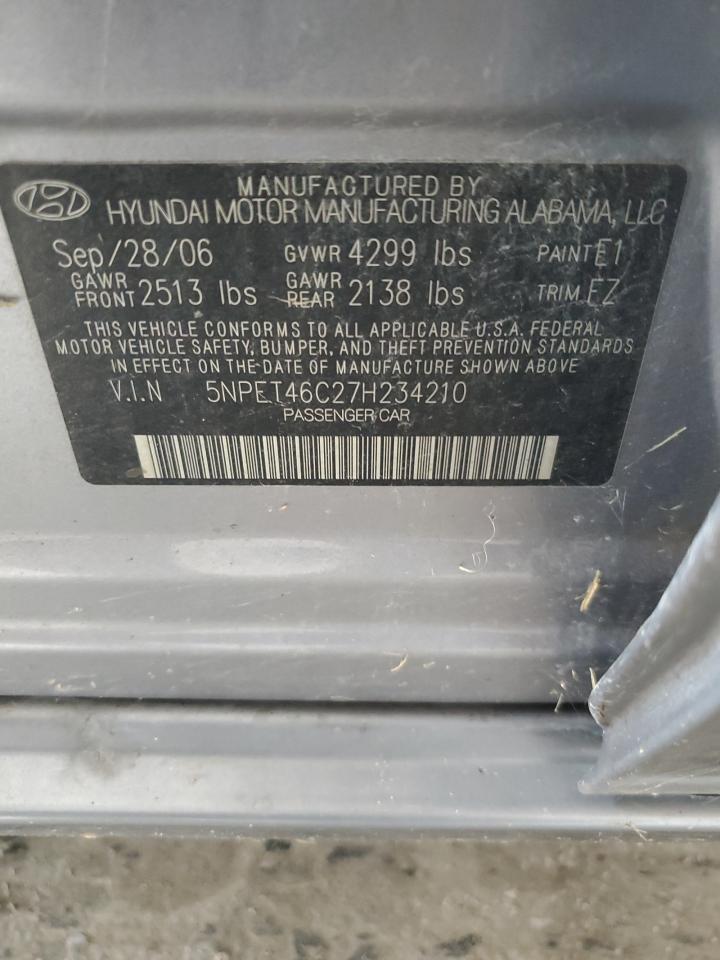 MANUFACTURED BY
HYUNDAI MOTOR MANUFACTURING ALABAMA, LLC
Sep/28/06 GVWR 4299 lbs PAINT E1
GAWR FRONT 2513 lbs GAWR REAR 2138 lbs TRIM FZ
THIS VEHICLE CONFORMS TO ALL APPLICABLE U.S.A. FEDERAL
MOTOR VEHICLE SAFETY, BUMPER, AND THEFT PREVENTION STANDARDS
IN EFFECT ON THE DATE OF MANUFACTURE SHOWN ABOVE
V.I.N 5NPET46C27H234210
PASSENGER CAR